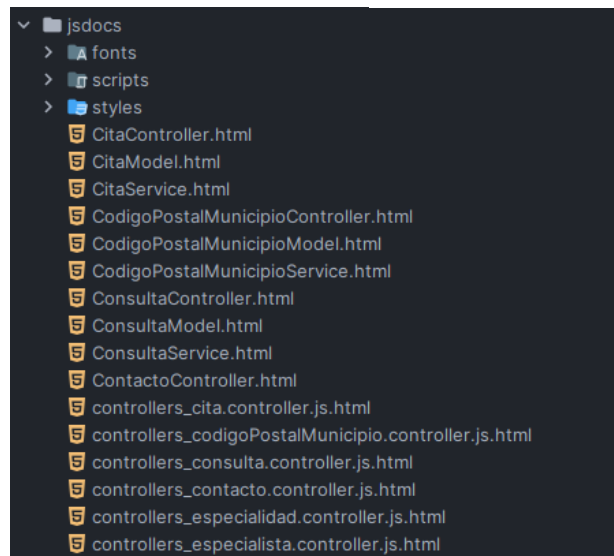 jsdocs
fonts
scripts
styles
CitaController.html
CitaModel.html
CitaService.html
CodigoPostalMunicipioController.html
CodigoPostalMunicipioModel.html
CodigoPostalMunicipioService.html
ConsultaController.html
ConsultaModel.html
ConsultaService.html
ContactoController.html
controllers_cita.controller.js.html
controllers_codigoPostalMunicipio.controller.js.html
controllers_consulta.controller.js.html
controllers_contacto.controller.js.html
controllers_especialidad.controller.js.html
controllers_especialista.controller.js.html